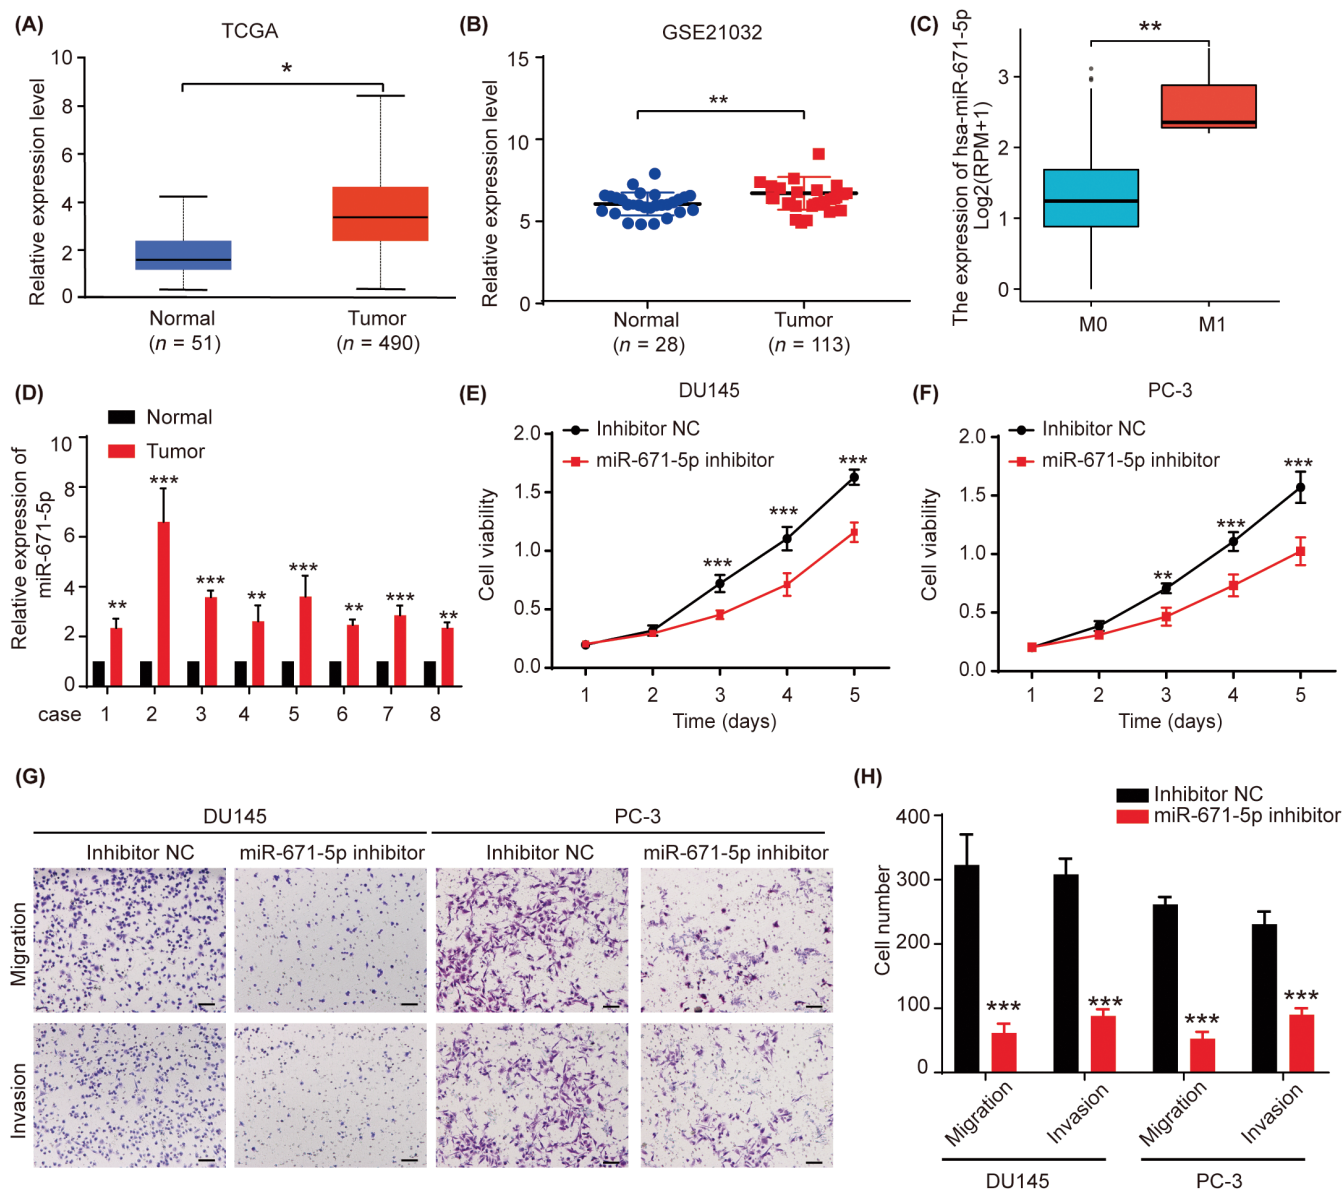 (A)
TCGA
Relative expression level
10
8
6
4
2
0
*
Normal
(n = 51)
Tumor
(n = 490)
(B)
GSE21032
Relative expression level
15
10
5
0
**
Normal
(n = 28)
Tumor
(n = 113)
(C)
The expression of hsa-miR-671-5p
Log2(RPM+1)
3
2
1
0
**
M0
M1
(D)
Normal
Tumor
Relative expression of
miR-671-5p
10
8
6
4
2
0
** *** *** ** *** ** *** **
case 1 2 3 4 5 6 7 8
(E)
DU145
Inhibitor NC
miR-671-5p inhibitor
Cell viability
2.0
1.5
1.0
0.5
0.0
*** *** ***
1 2 3 4 5
Time (days)
(F)
PC-3
Inhibitor NC
miR-671-5p inhibitor
Cell viability
2.0
1.5
1.0
0.5
0.0
** *** ***
1 2 3 4 5
Time (days)
(G)
DU145 PC-3
Inhibitor NC miR-671-5p inhibitor Inhibitor NC miR-671-5p inhibitor
Migration
Invasion
(H)
Inhibitor NC
miR-671-5p inhibitor
Cell number
400
300
200
100
0
*** *** *** ***
Migration Invasion Migration Invasion
DU145 PC-3